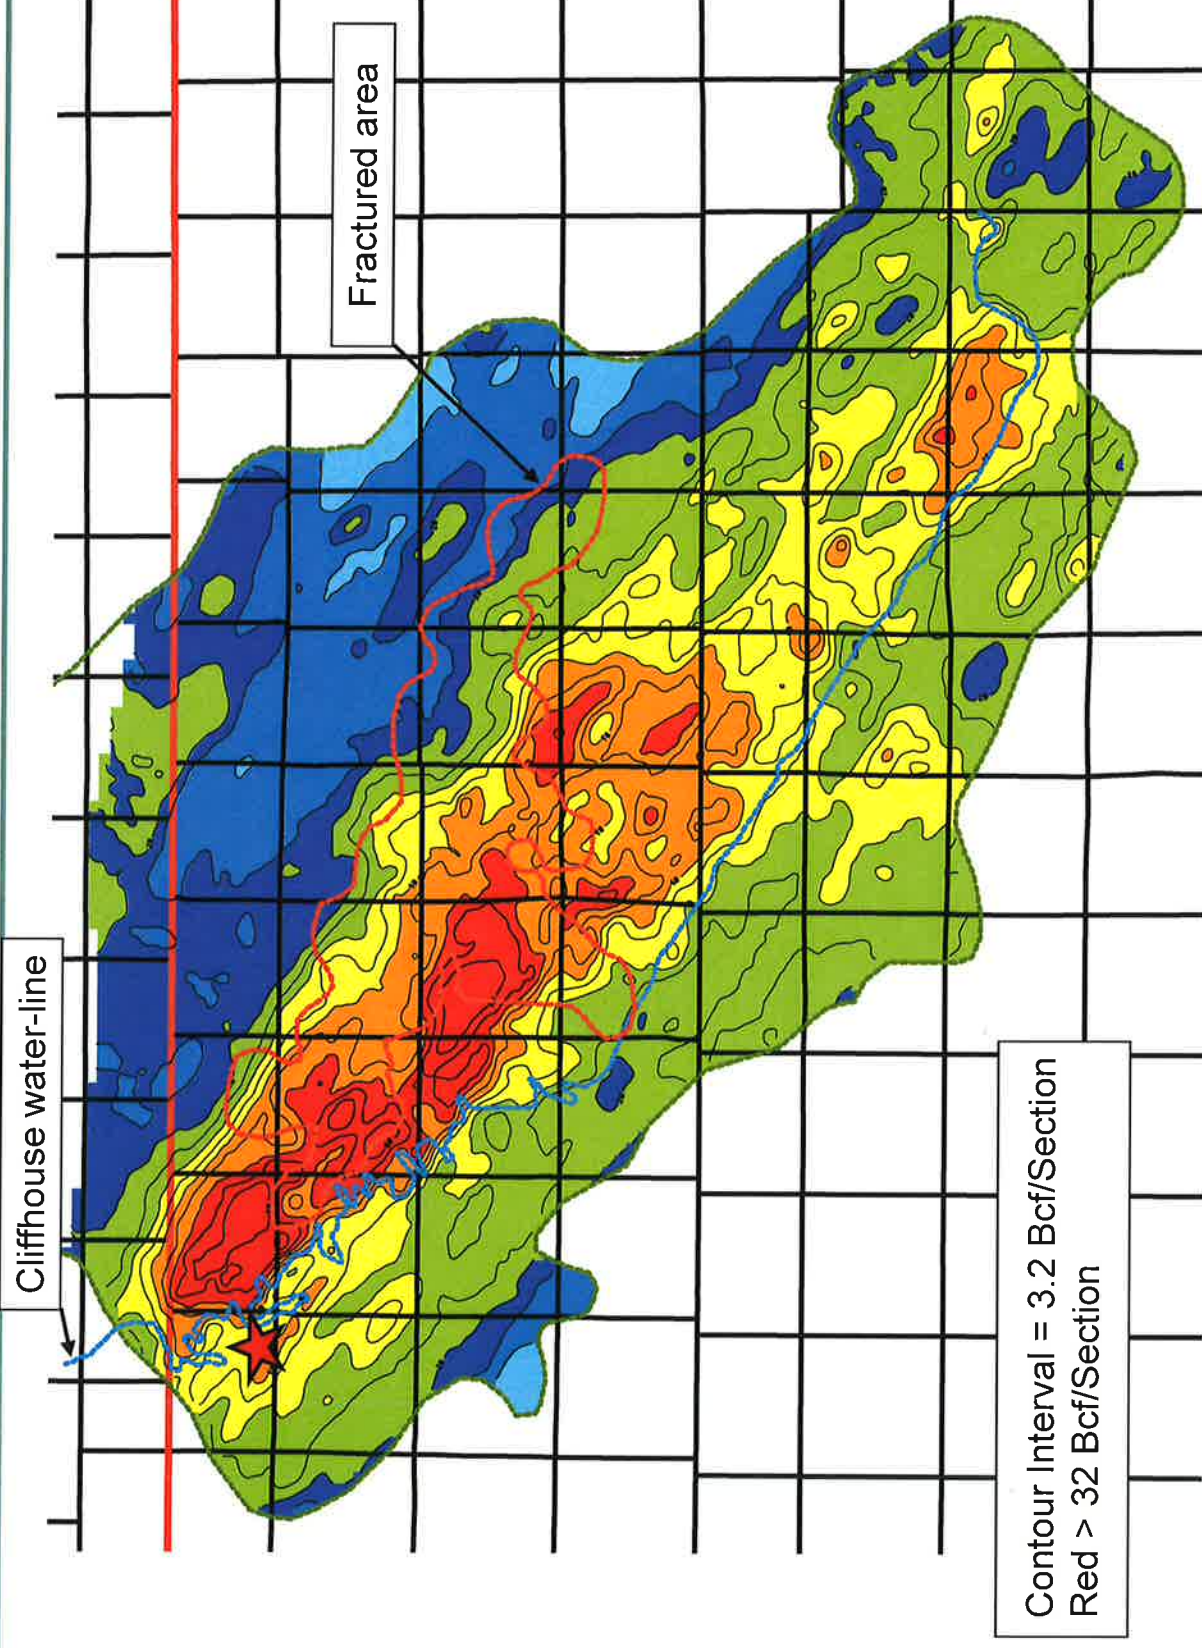 Cliffhouse water-line
Fractured area
Contour Interval = 3.2 Bcf/Section
Red > 32 Bcf/Section